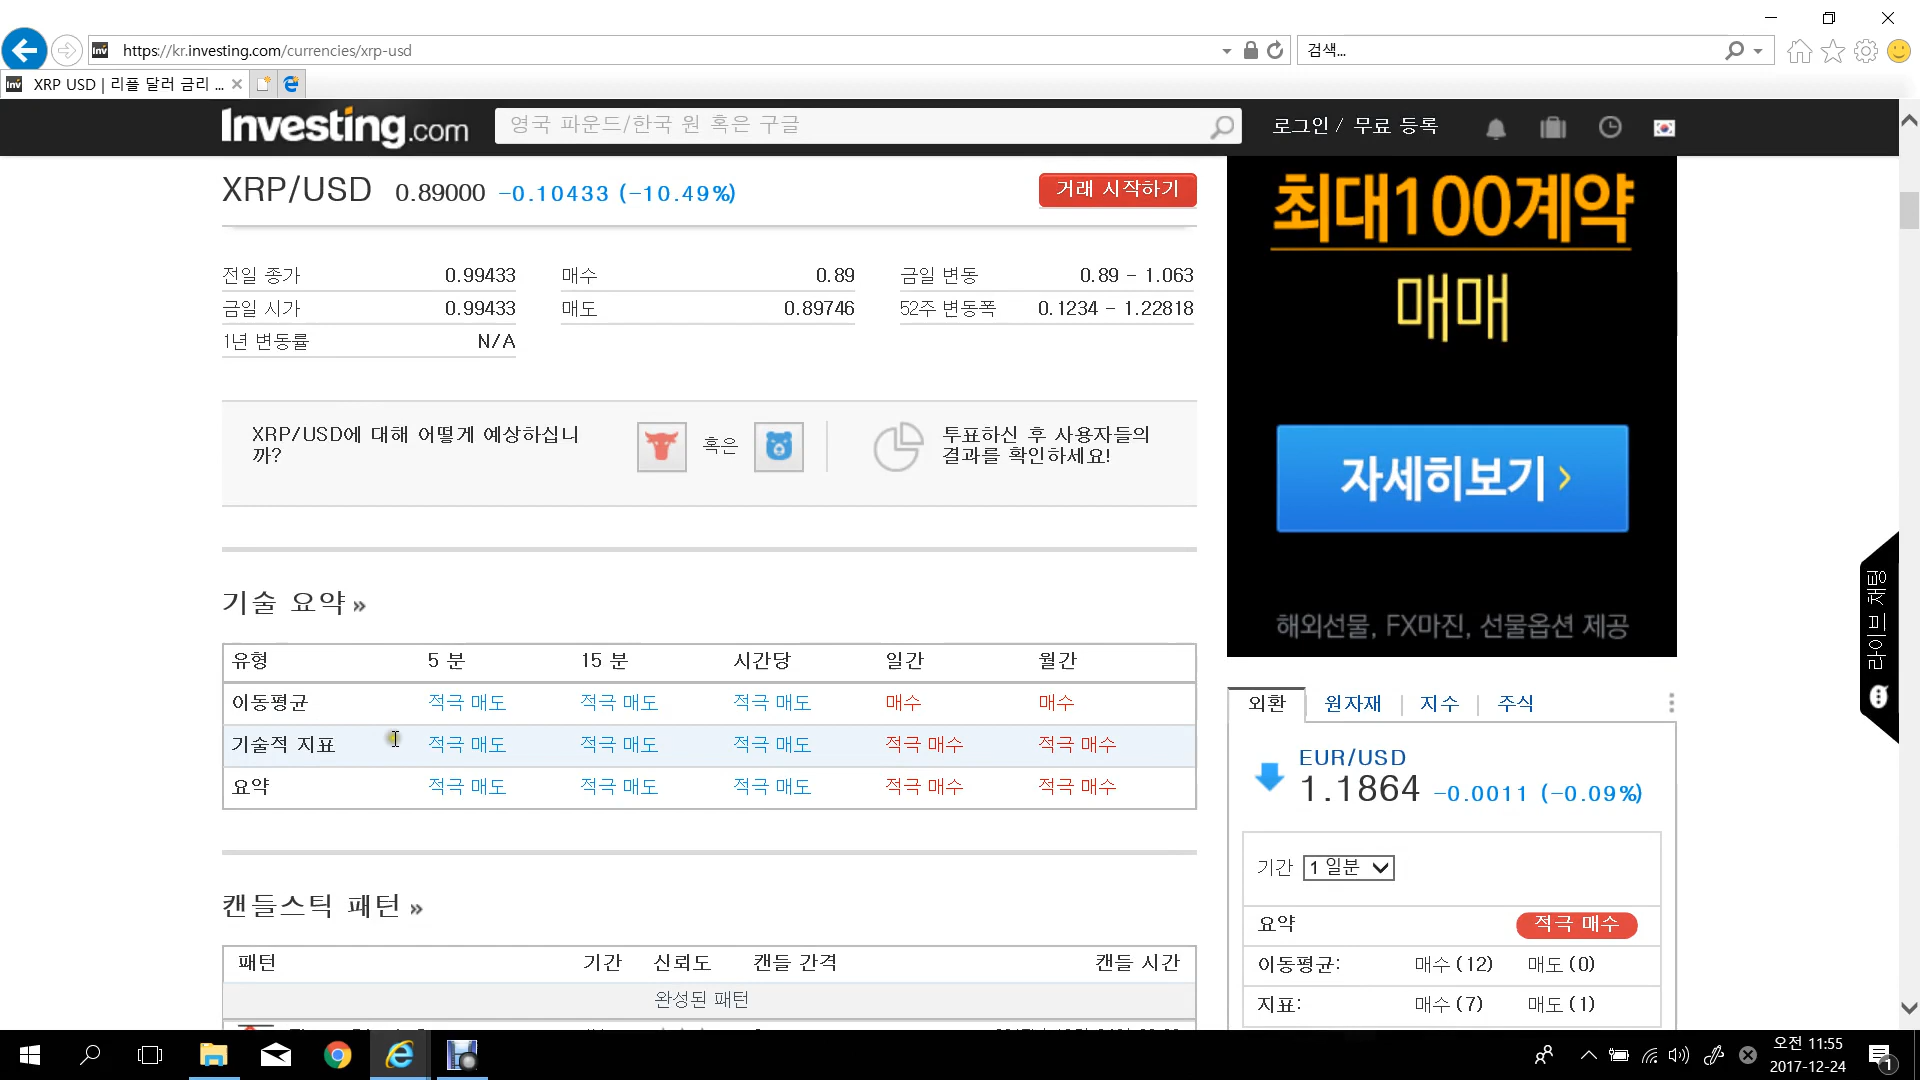 https://kr.investing.com/currencies/xrp-usd
검색...
XRP USD | 리플 달러 금리 ...
Investing.com
영국 파운드/한국 원 혹은 구글
로그인 / 무료 등록
XRP/USD 0.89000 -0.10433 (-10.49%)
거래 시작하기
전일 종가 0.99433 매수 0.89 금일 변동 0.89 - 1.063
금일 시가 0.99433 매도 0.89746 52주 변동폭 0.1234 - 1.22818
1년 변동률 N/A
XRP/USD에 대해 어떻게 예상하십니
까?
혹은
투표하신 후 사용자들의
결과를 확인하세요!
기술 요약 »
유형 5 분 15 분 시간당 일간 월간
이동평균 적극 매도 적극 매도 적극 매도 매수 매수
기술적 지표 적극 매도 적극 매도 적극 매도 적극 매수 적극 매수
요약 적극 매도 적극 매도 적극 매도 적극 매수 적극 매수
캔들스틱 패턴 »
패턴 기간 신뢰도 캔들 간격 캔들 시간
완성된 패턴
최대100계약
매매
자세히보기 ›
해외선물, FX마진, 선물옵션 제공
외환 | 원자재 | 지수 | 주식
EUR/USD
1.1864 -0.0011 (-0.09%)
기간 1 일분
요약 적극 매수
이동평균: 매수 (12) 매도 (0)
지표: 매수 (7) 매도 (1)
라이브 채팅
오전 11:55
2017-12-24
1